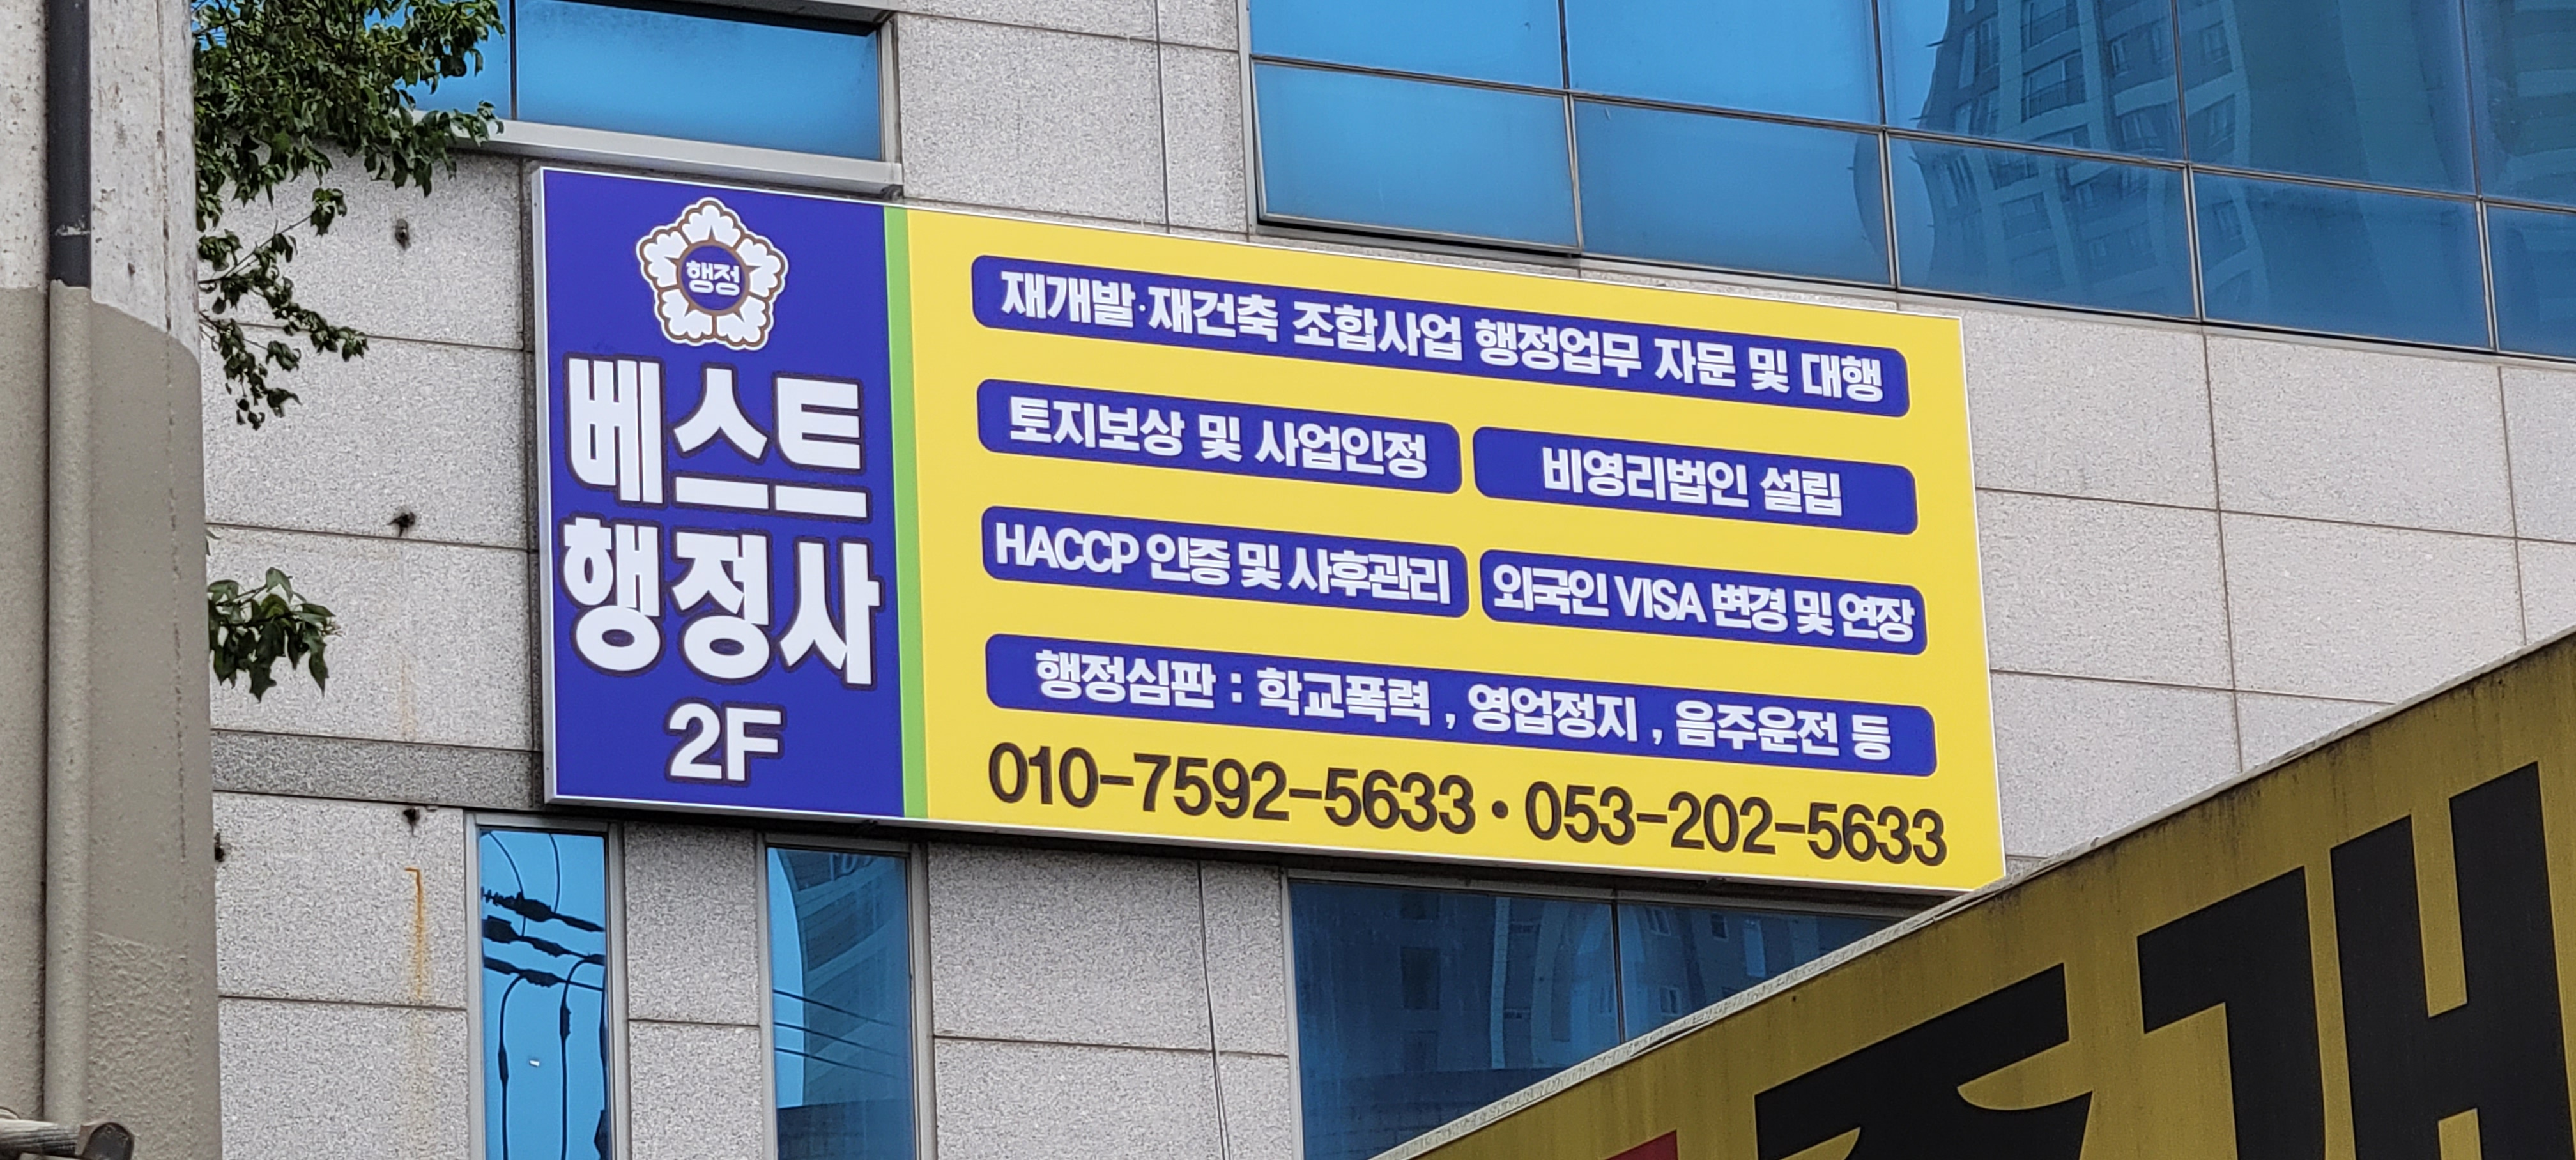 행정
베스트
행정사
2F
재개발·재건축 조합사업 행정업무 자문 및 대행
토지보상 및 사업인정
비영리법인 설립
HACCP 인증 및 사후관리
외국인 VISA 변경 및 연장
행정심판 : 학교폭력 , 영업정지 , 음주운전 등
010-7592-5633 • 053-202-5633